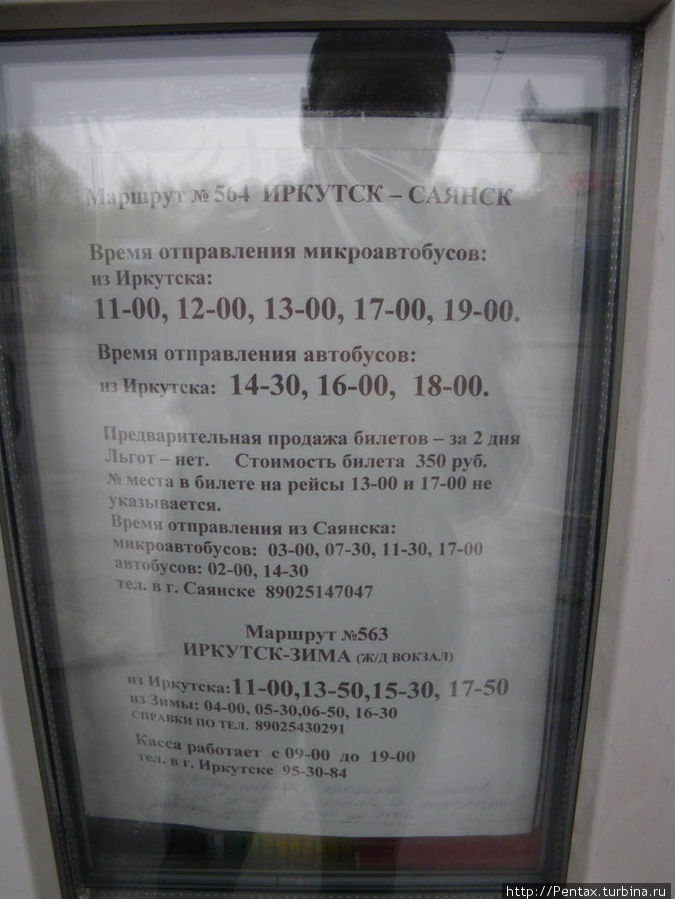 Маршрут № 564 ИРКУТСК – САЯНСК
Время отправления микроавтобусов:
из Иркутска:
11-00, 12-00, 13-00, 17-00, 19-00.
Время отправления автобусов:
из Иркутска: 14-30, 16-00, 18-00.
Предварительная продажа билетов – за 2 дня
Льгот – нет. Стоимость билета 350 руб.
№ места в билете на рейсы 13-00 и 17-00 не
указывается.
Время отправления из Саянска:
микроавтобусов: 03-00, 07-30, 11-30, 17-00
автобусов: 02-00, 14-30
тел. в г. Саянске 89025147047
Маршрут №563
ИРКУТСК-ЗИМА (Ж/Д ВОКЗАЛ)
из Иркутска:11-00,13-50,15-30, 17-50
из Зимы: 04-00, 05-30,06-50, 16-30
СПРАВКИ ПО ТЕЛ. 89025430291
Касса работает с 09-00 до 19-00
тел. в г. Иркутске 95-30-84
http://Pentax.turbina.ru